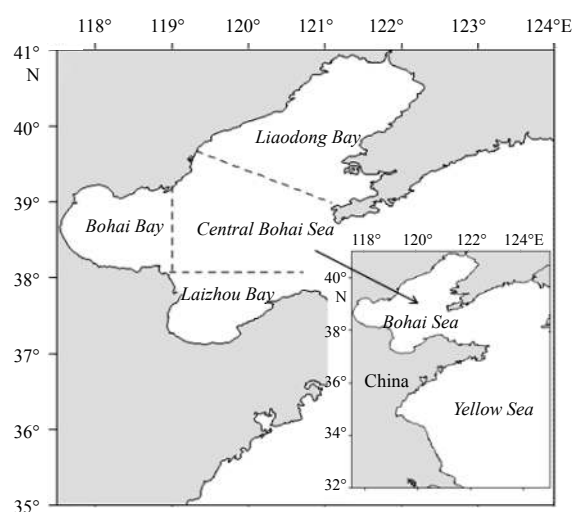 118° 119° 120° 121° 122° 123° 124°E
41°
N
40°
39°
38°
37°
36°
35°
Liaodong Bay
Bohai Bay
Central Bohai Sea
Laizhou Bay
118° 120° 122° 124°E
40°
N
38°
36°
34°
32°
Bohai Sea
China
Yellow Sea